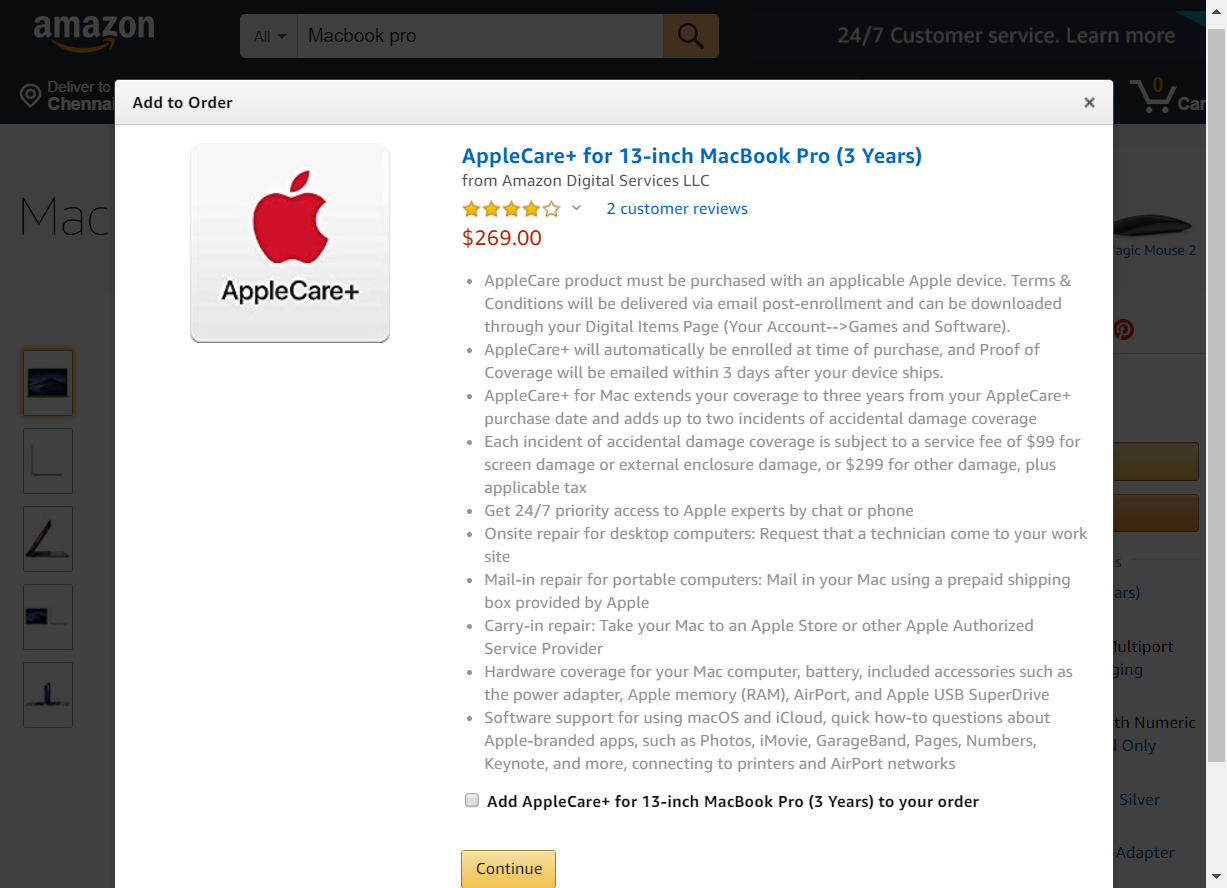 amazon
All
Macbook pro
24/7 Customer service. Learn more
Deliver to
Chennai
0
Add to Order
×
Mac
AppleCare+
AppleCare+ for 13-inch MacBook Pro (3 Years)
from Amazon Digital Services LLC
2 customer reviews
$269.00
Magic Mouse 2
• AppleCare product must be purchased with an applicable Apple device. Terms &
Conditions will be delivered via email post-enrollment and can be downloaded
through your Digital Items Page (Your Account-->Games and Software).
• AppleCare+ will automatically be enrolled at time of purchase, and Proof of
Coverage will be emailed within 3 days after your device ships.
• AppleCare+ for Mac extends your coverage to three years from your AppleCare+
purchase date and adds up to two incidents of accidental damage coverage
• Each incident of accidental damage coverage is subject to a service fee of $99 for
screen damage or external enclosure damage, or $299 for other damage, plus
applicable tax
• Get 24/7 priority access to Apple experts by chat or phone
• Onsite repair for desktop computers: Request that a technician come to your work
site
• Mail-in repair for portable computers: Mail in your Mac using a prepaid shipping
box provided by Apple
• Carry-in repair: Take your Mac to an Apple Store or other Apple Authorized
Service Provider
• Hardware coverage for your Mac computer, battery, included accessories such as
the power adapter, Apple memory (RAM), AirPort, and Apple USB SuperDrive
• Software support for using macOS and iCloud, quick how-to questions about
Apple-branded apps, such as Photos, iMovie, GarageBand, Pages, Numbers,
Keynote, and more, connecting to printers and AirPort networks
Add AppleCare+ for 13-inch MacBook Pro (3 Years) to your order
Continue
Multiport
Numeric
Only
Silver
Adapter